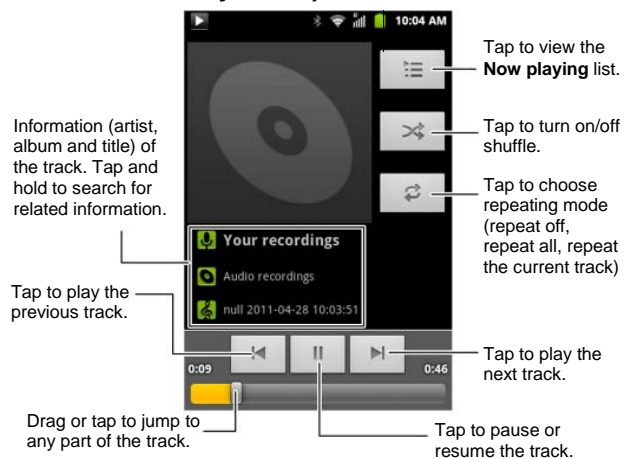 10:04 AM
Tap to view the
Now playing list.
Tap to turn on/off
shuffle.
Tap to choose
repeating mode
(repeat off,
repeat all, repeat
the current track)
Information (artist,
album and title) of
the track. Tap and
hold to search for
related information.
Your recordings
Audio recordings
null 2011-04-28 10:03:51
Tap to play the
previous track.
0:09
0:46
Tap to play the
next track.
Drag or tap to jump to
any part of the track.
Tap to pause or
resume the track.